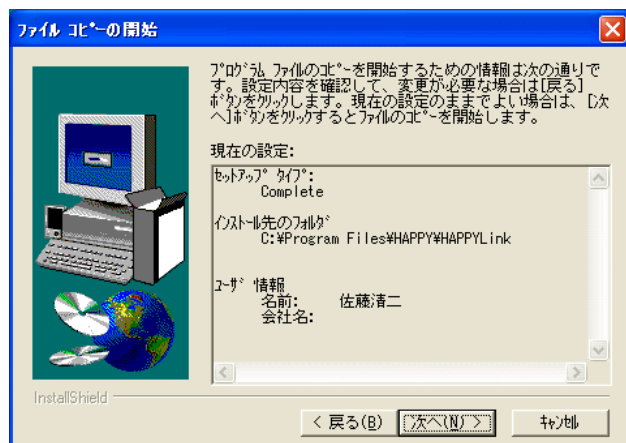 ファイル コピーの開始
プログラム ファイルのコピーを開始するための情報は次の通りで
す。設定内容を確認して、変更が必要な場合は[戻る]
ボタンをクリックします。現在の設定のままでよい場合は、[次
へ]ボタンをクリックするとファイルのコピーを開始します。
現在の設定:
セットアップ タイプ:
Complete
インストール先のフォルダ
C:¥Program Files¥HAPPY¥HAPPYLink
ユーザ 情報
名前: 佐藤清二
会社名:
InstallShield
< 戻る(B)
次へ(N) >
キャンセル